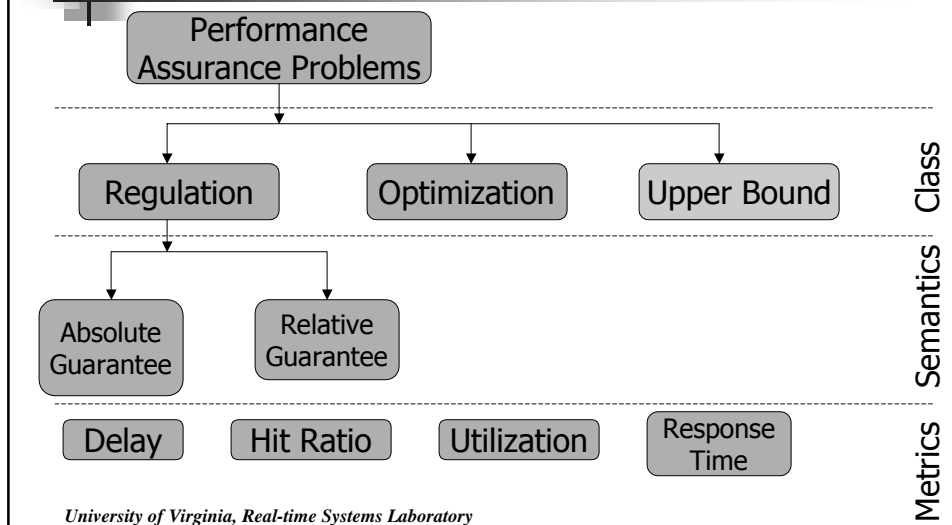 Performance
Assurance Problems
Regulation
Optimization
Upper Bound
Class
Absolute
Guarantee
Relative
Guarantee
Semantics
Delay
Hit Ratio
Utilization
Response
Time
Metrics
University of Virginia, Real-time Systems Laboratory